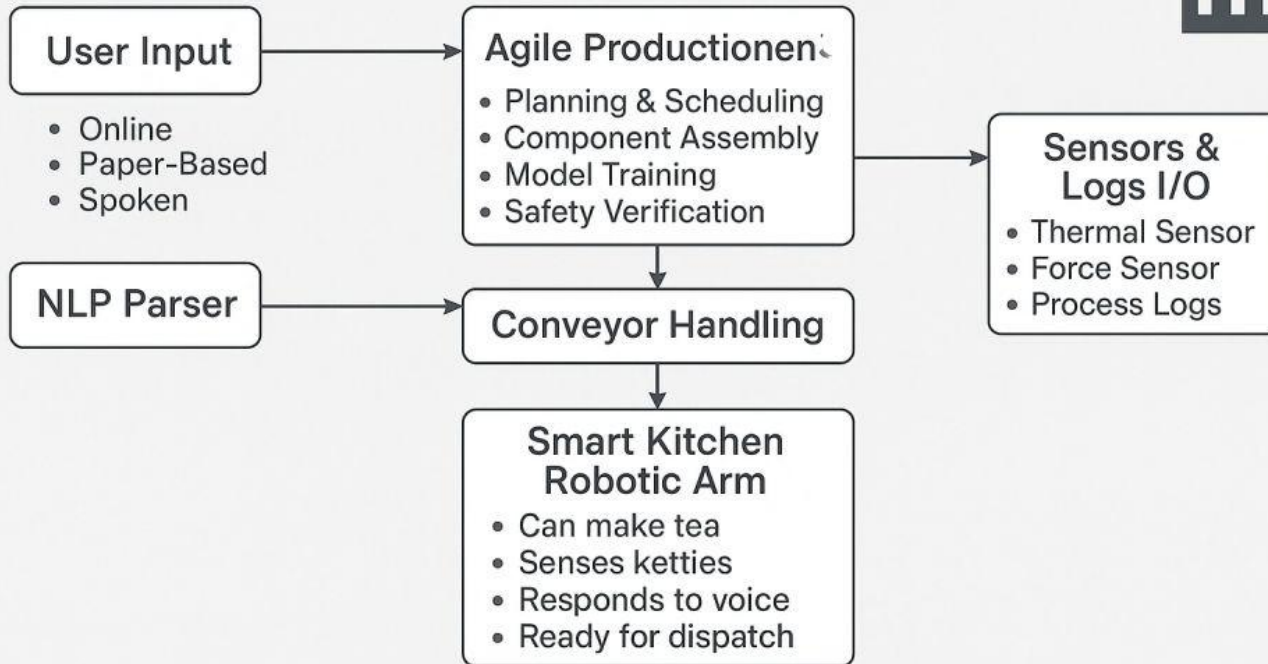 User Input
• Online
• Paper-Based
• Spoken
NLP Parser
Agile Productionen
• Planning & Scheduling
• Component Assembly
• Model Training
• Safety Verification
Conveyor Handling
Smart Kitchen
Robotic Arm
• Can make tea
• Senses ketties
• Responds to voice
• Ready for dispatch
Sensors &
Logs I/O
• Thermal Sensor
• Force Sensor
• Process Logs